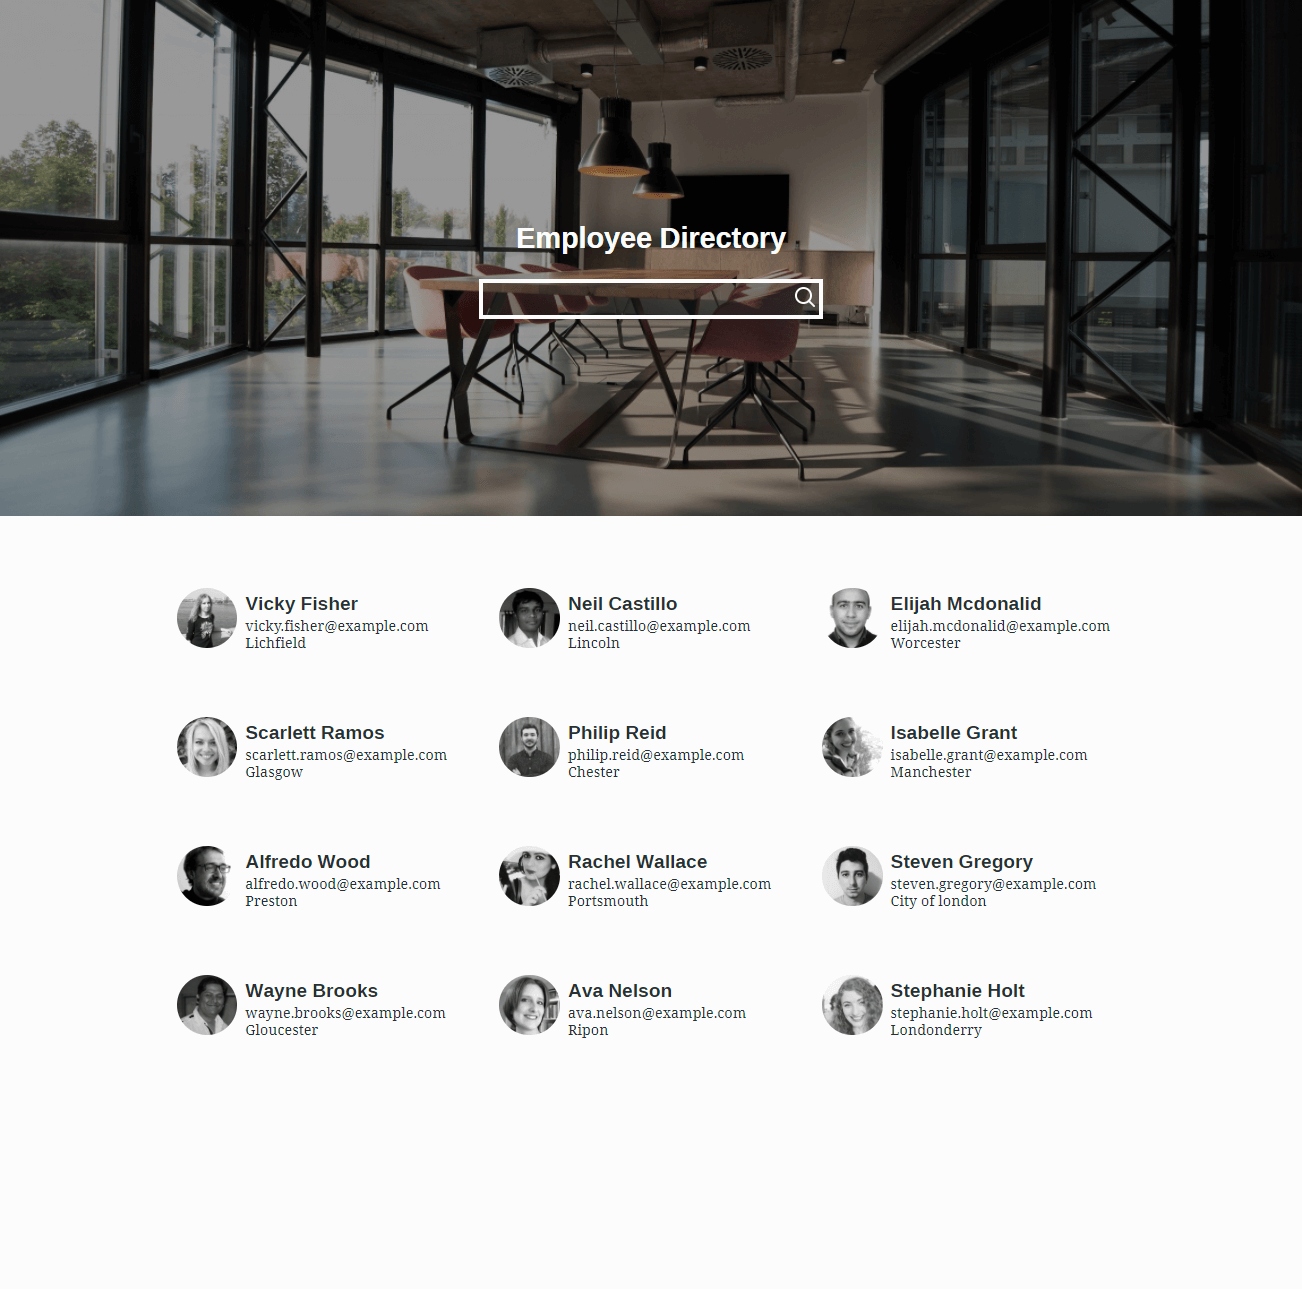 Employee Directory
Vicky Fisher
vicky.fisher@example.com
Lichfield
Neil Castillo
neil.castillo@example.com
Lincoln
Elijah Mcdonalid
elijah.mcdonalid@example.com
Worcester
Scarlett Ramos
scarlett.ramos@example.com
Glasgow
Philip Reid
philip.reid@example.com
Chester
Isabelle Grant
isabelle.grant@example.com
Manchester
Alfredo Wood
alfredo.wood@example.com
Preston
Rachel Wallace
rachel.wallace@example.com
Portsmouth
Steven Gregory
steven.gregory@example.com
City of london
Wayne Brooks
wayne.brooks@example.com
Gloucester
Ava Nelson
ava.nelson@example.com
Ripon
Stephanie Holt
stephanie.holt@example.com
Londonderry